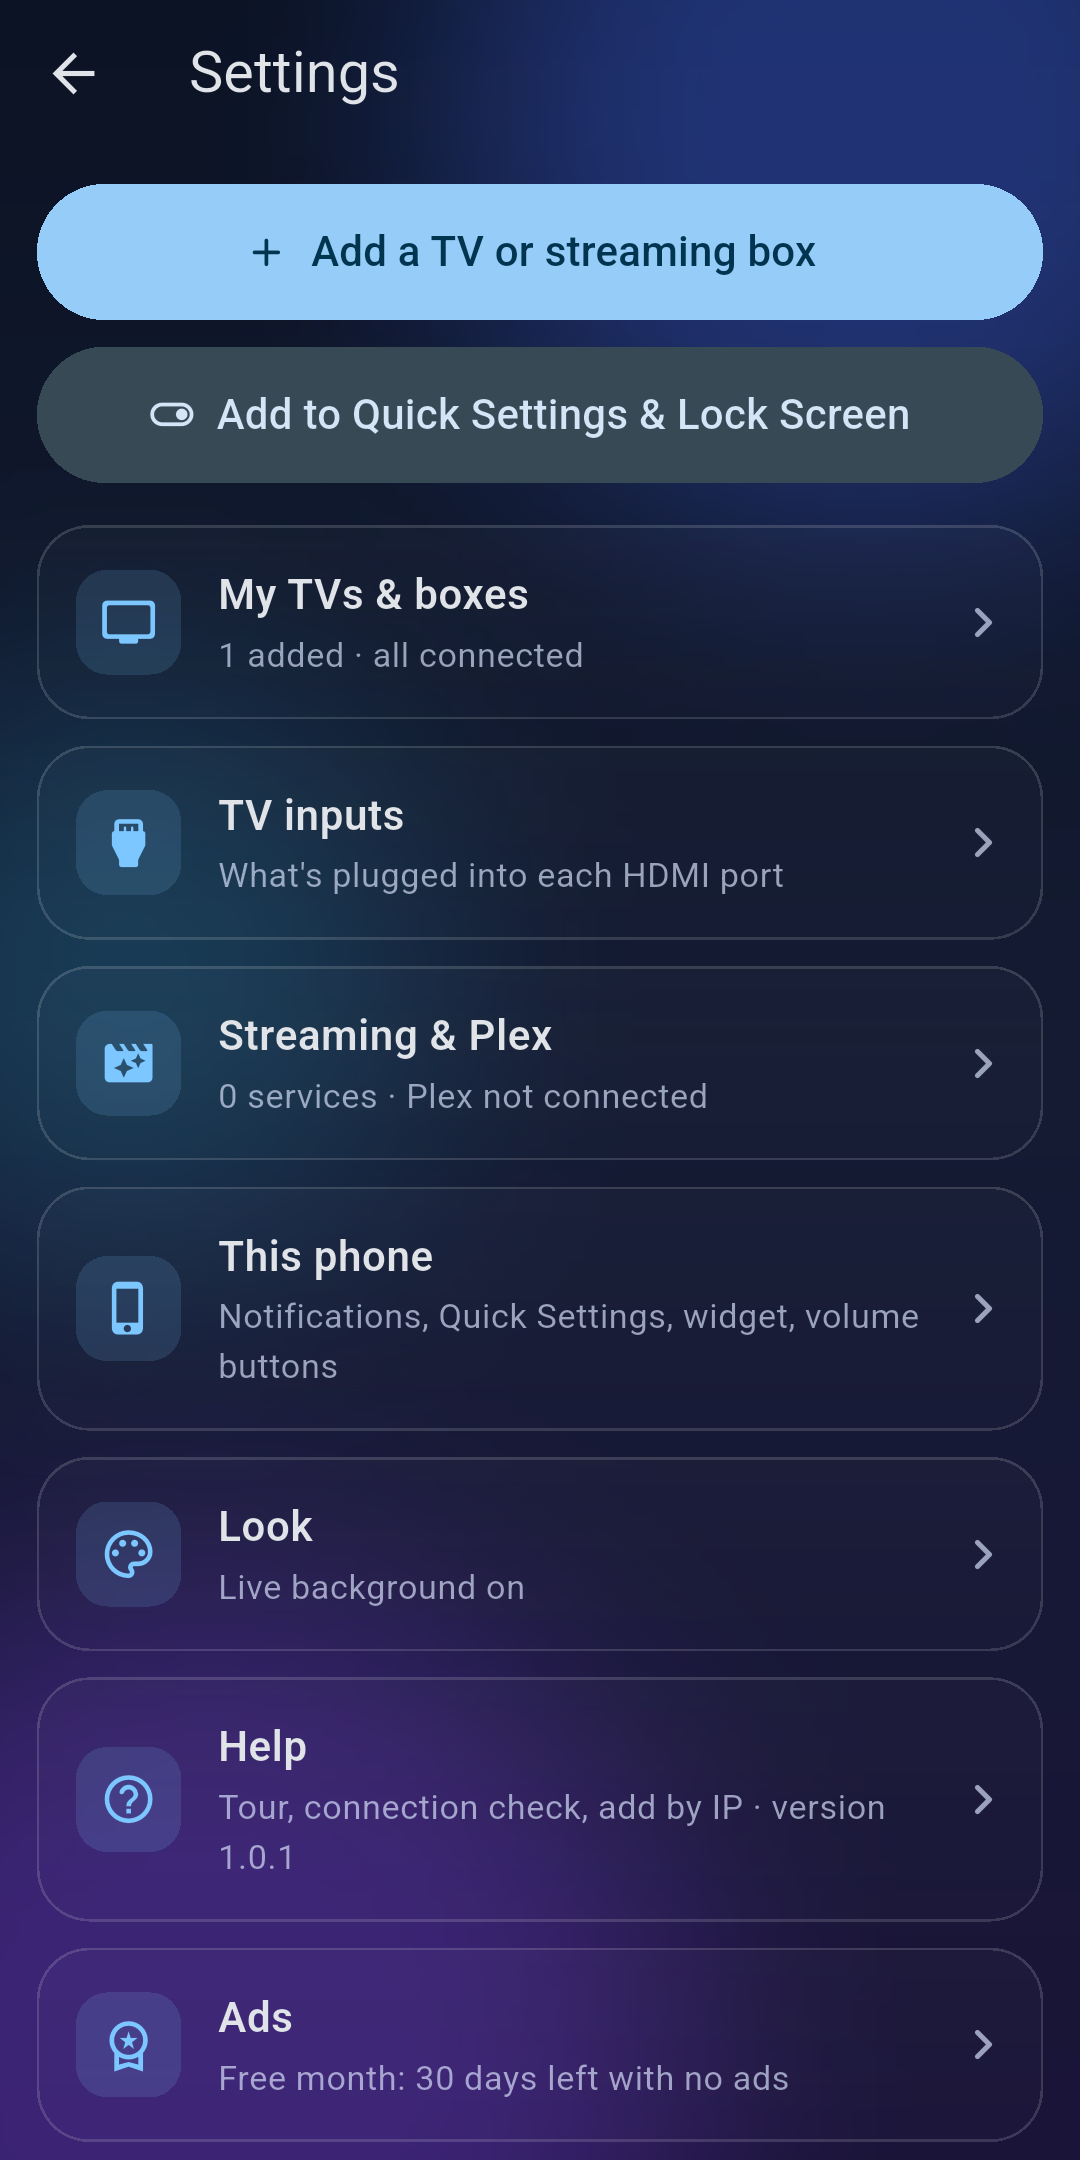 Settings
Add a TV or streaming box
Add to Quick Settings & Lock Screen
My TVs & boxes
1 added · all connected
TV inputs
What's plugged into each HDMI port
Streaming & Plex
0 services · Plex not connected
This phone
Notifications, Quick Settings, widget, volume
buttons
Look
Live background on
Help
Tour, connection check, add by IP · version
1.0.1
Ads
Free month: 30 days left with no ads